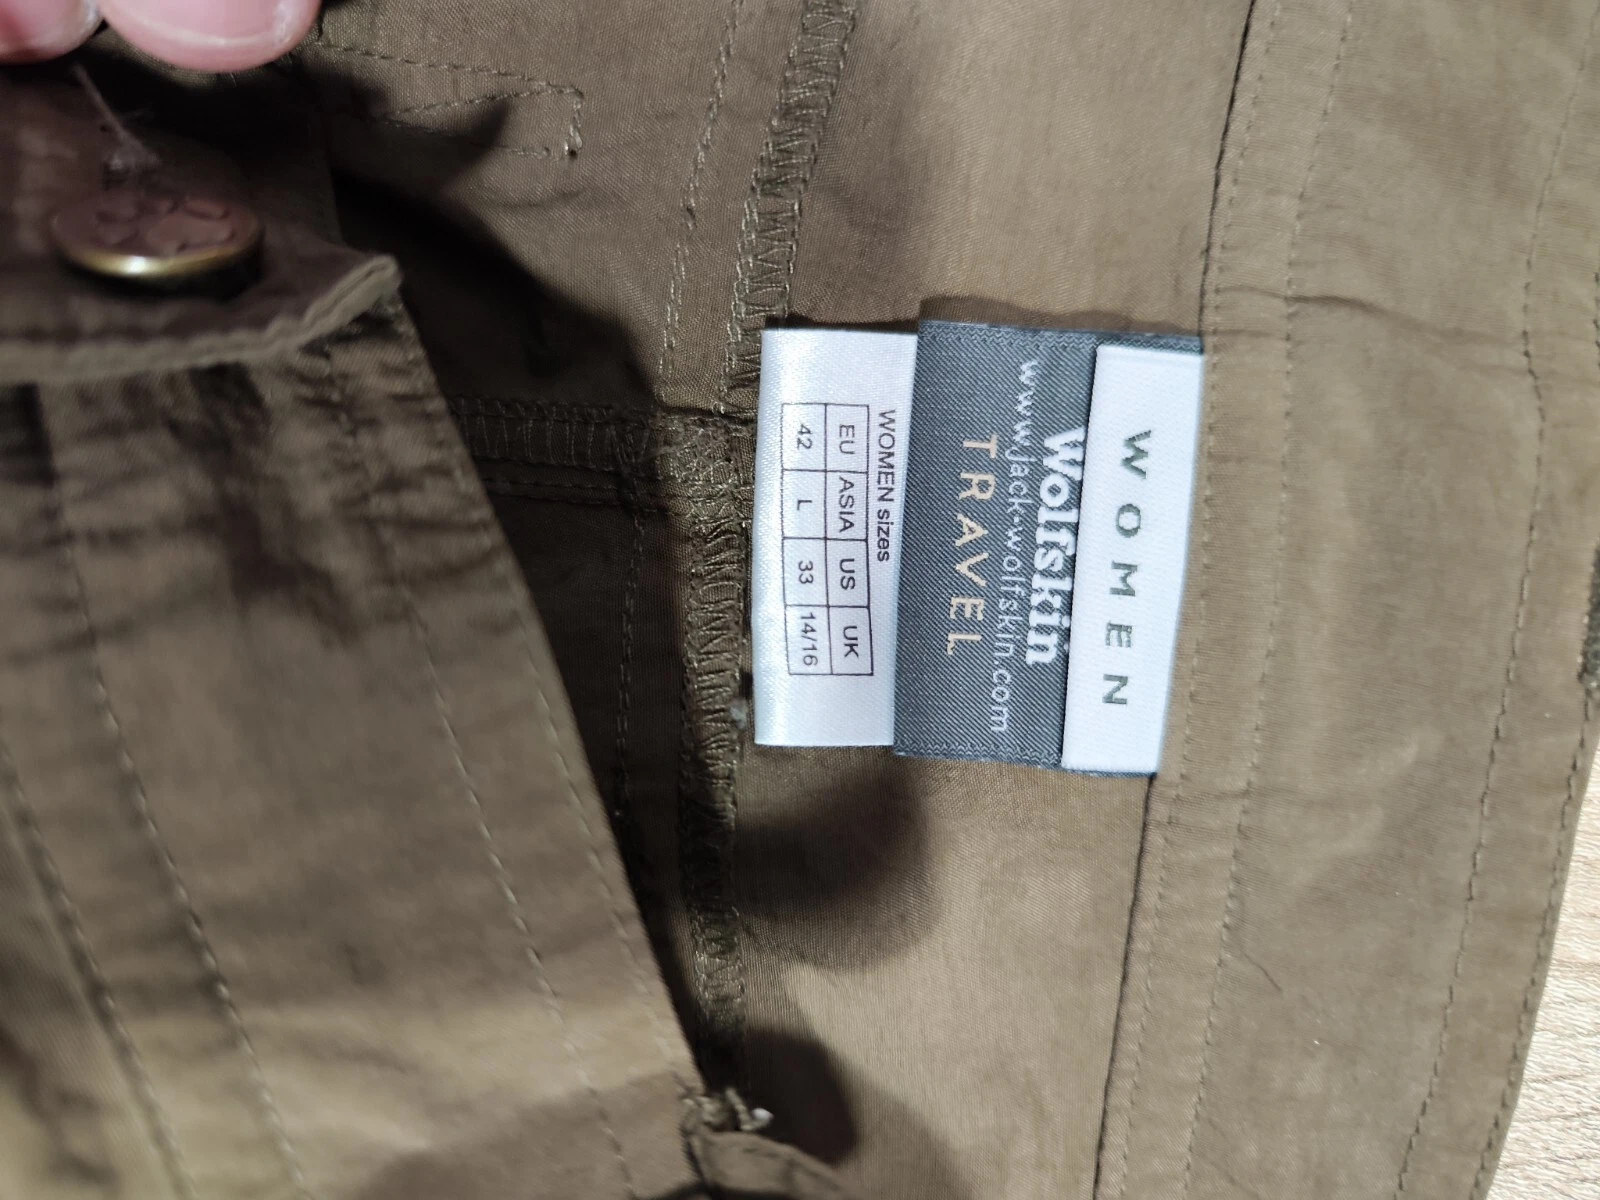 WOMEN
Wolfskin
www.jack-wolfskin.com
TRAVEL
WOMEN sizes
EU ASIA US UK
42 L 33 14/16